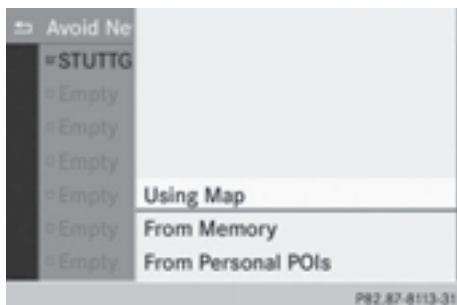 Avoid Ne
STUTTG
Empty
Empty
Empty
Empty
Empty
Empty
Using Map
From Memory
From Personal POIs
P82.87-8113-31